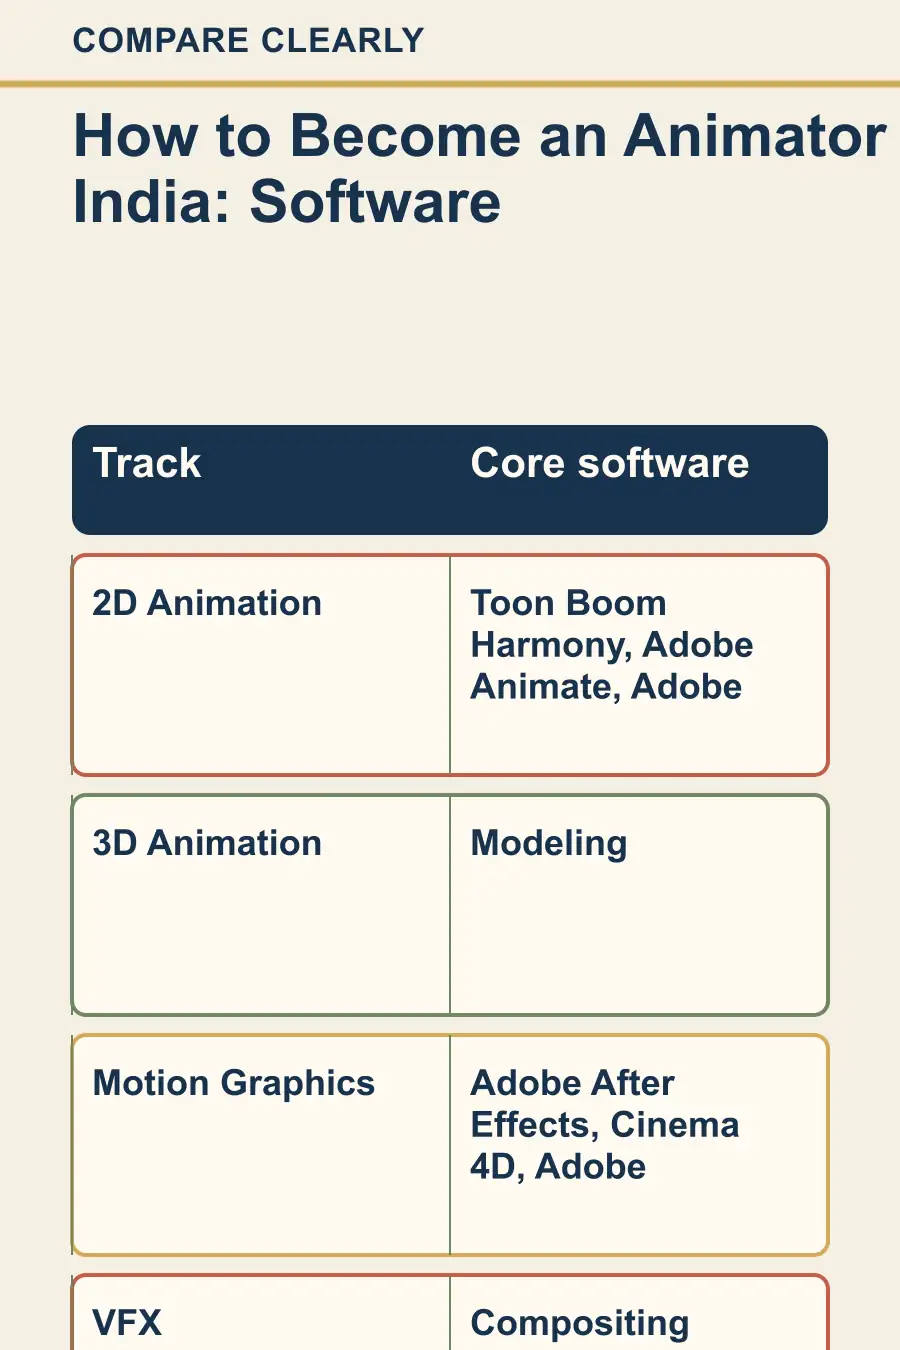 COMPARE CLEARLY
How to Become an Animator
India: Software
Track
Core software
2D Animation
Toon Boom
Harmony, Adobe
Animate, Adobe
3D Animation
Modeling
Motion Graphics
Adobe After
Effects, Cinema
4D, Adobe
VFX
Compositing